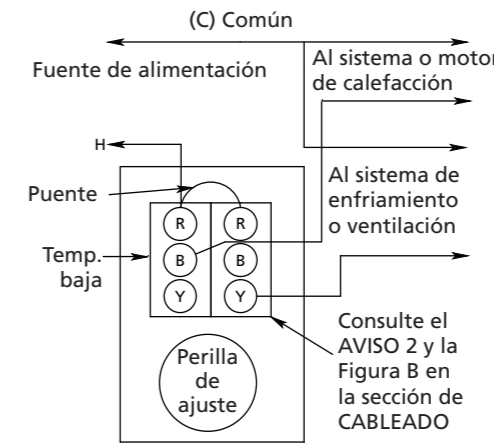 (C) Común
Fuente de alimentación
Al sistema o motor
de calefacción
H
Puente
Al sistema de
enfriamiento
o ventilación
R
R
Temp.
baja
B
B
Y
Y
Consulte el
AVISO 2 y la
Figura B en
la sección de
CABLEADO
Perilla
de
ajuste